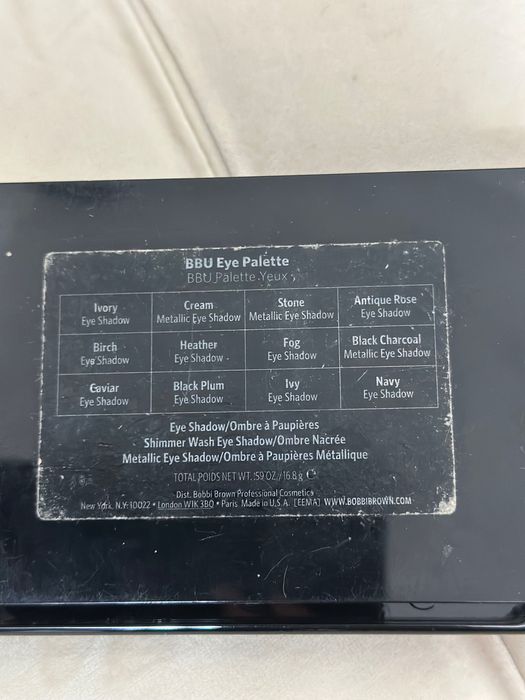 BBU Eye Palette
BBU Palette Yeux
Ivory
Eye Shadow
Cream
Metallic Eye Shadow
Stone
Metallic Eye Shadow
Antique Rose
Eye Shadow
Birch
Eye Shadow
Heather
Eye Shadow
Fog
Eye Shadow
Black Charcoal
Metallic Eye Shadow
Caviar
Eye Shadow
Black Plum
Eye Shadow
Ivy
Eye Shadow
Navy
Eye Shadow
Eye Shadow/Ombre à Paupières
Shimmer Wash Eye Shadow/Ombre Nacrée
Metallic Eye Shadow/Ombre à Paupières Métallique
TOTAL POIDS NET WT. .59 OZ./16.8 g ℮
Dist. Bobbi Brown Professional Cosmetics
New York, N.Y. 10022 • London W1K 3BQ • Paris Made in U.S.A. [EEMA] WWW.BOBBIBROWN.COM